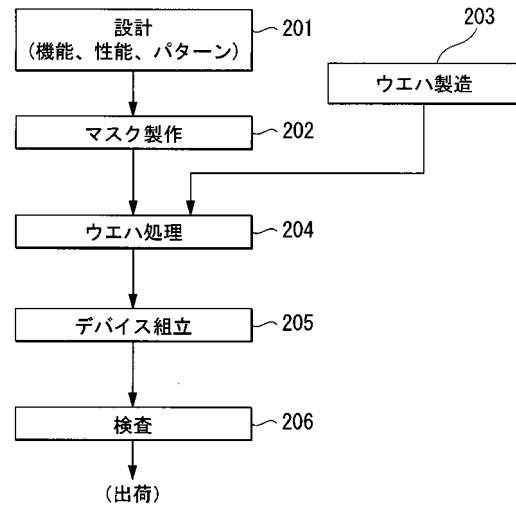 設計
(機能、性能、パターン)
201
203
ウエハ製造
マスク製作
202
ウエハ処理
204
デバイス組立
205
検査
206
(出荷)